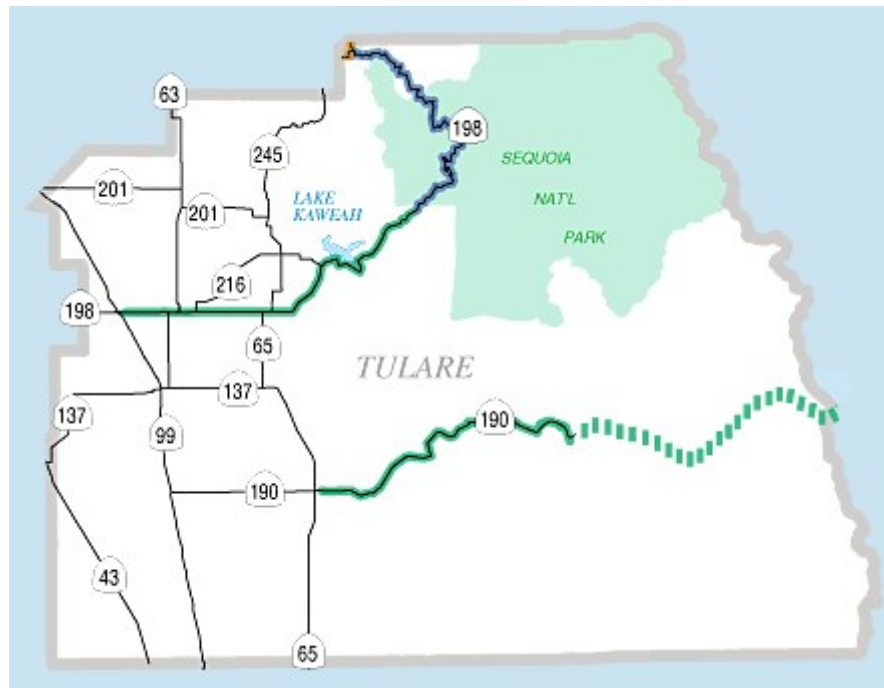 63
198
245
SEQUOIA
201
LAKE
KAWEAH
NAT'L
201
PARK
216
198
65
TULARE
137
137
190
99
190
43
65